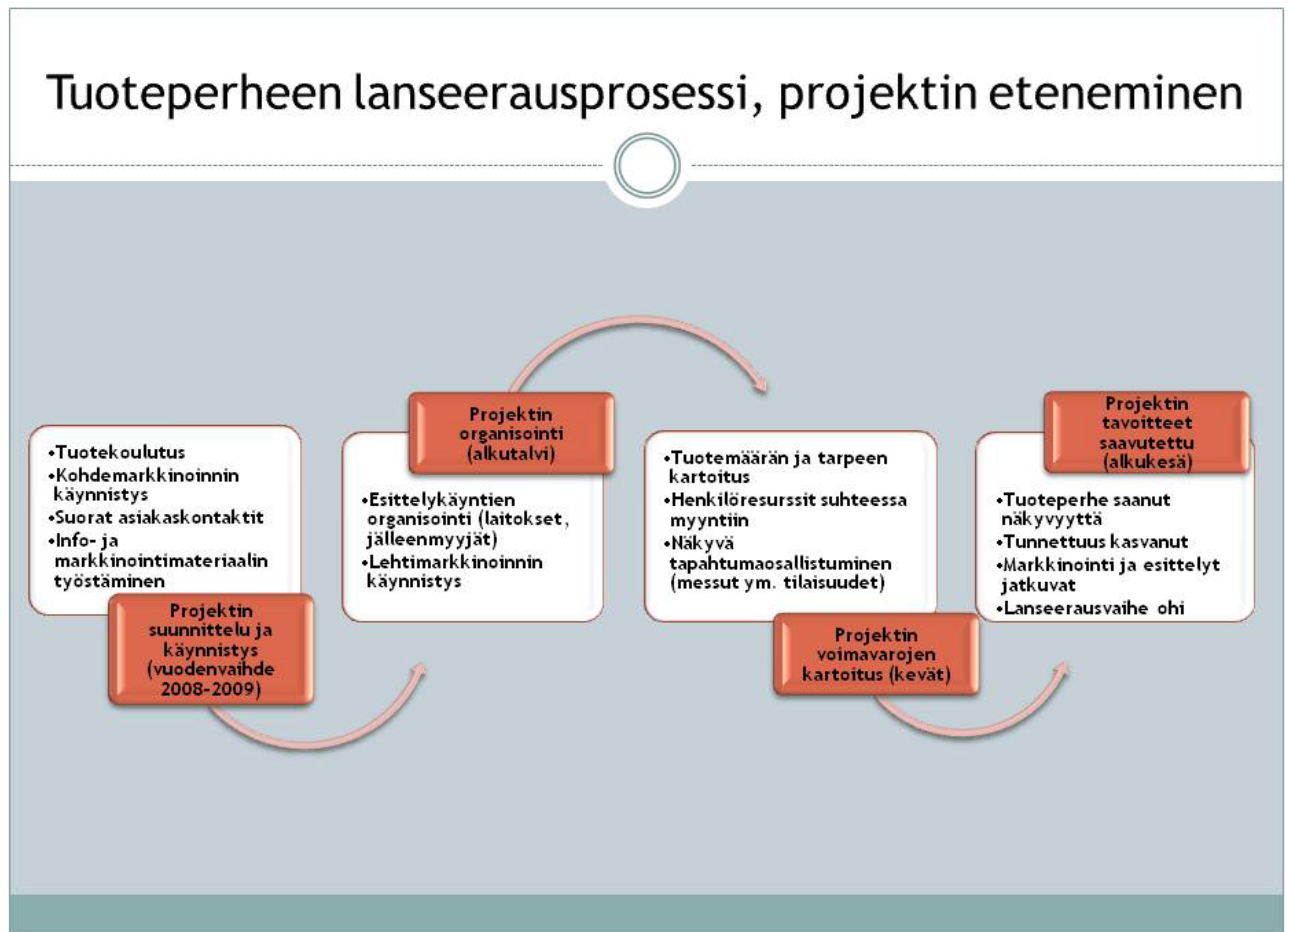 Tuoteperheen lanseerausprosessi, projektin eteneminen
•Tuotekoulutus
•Kohdemarkkinoinnin
käynnistys
•Suorat asiakaskontaktit
•Info- ja
markkinointimateriaalin
työstäminen
Projektin
suunnittelu ja
käynnistys
(vuodenvaihde
2008-2009)
Projektin
organisointi
(alkutalvi)
•Esittelykäyntien
organisointi (laitokset,
jälleenmyyjät)
•Lehtimarkkinoinnin
käynnistys
•Tuotemäärän ja tarpeen
kartoitus
•Henkilöresurssit suhteessa
myyntiin
•Näkyvä
tapahtumaosallistuminen
(messut ym. tilaisuudet)
Projektin
voimavarojen
kartoitus (kevät)
Projektin
tavoitteet
saavutettu
(alkukesä)
•Tuoteperhe saanut
näkyvyyttä
•Tunnettuus kasvanut
•Markkinointi ja esittelyt
jatkuvat
•Lanseerausvaihe ohi